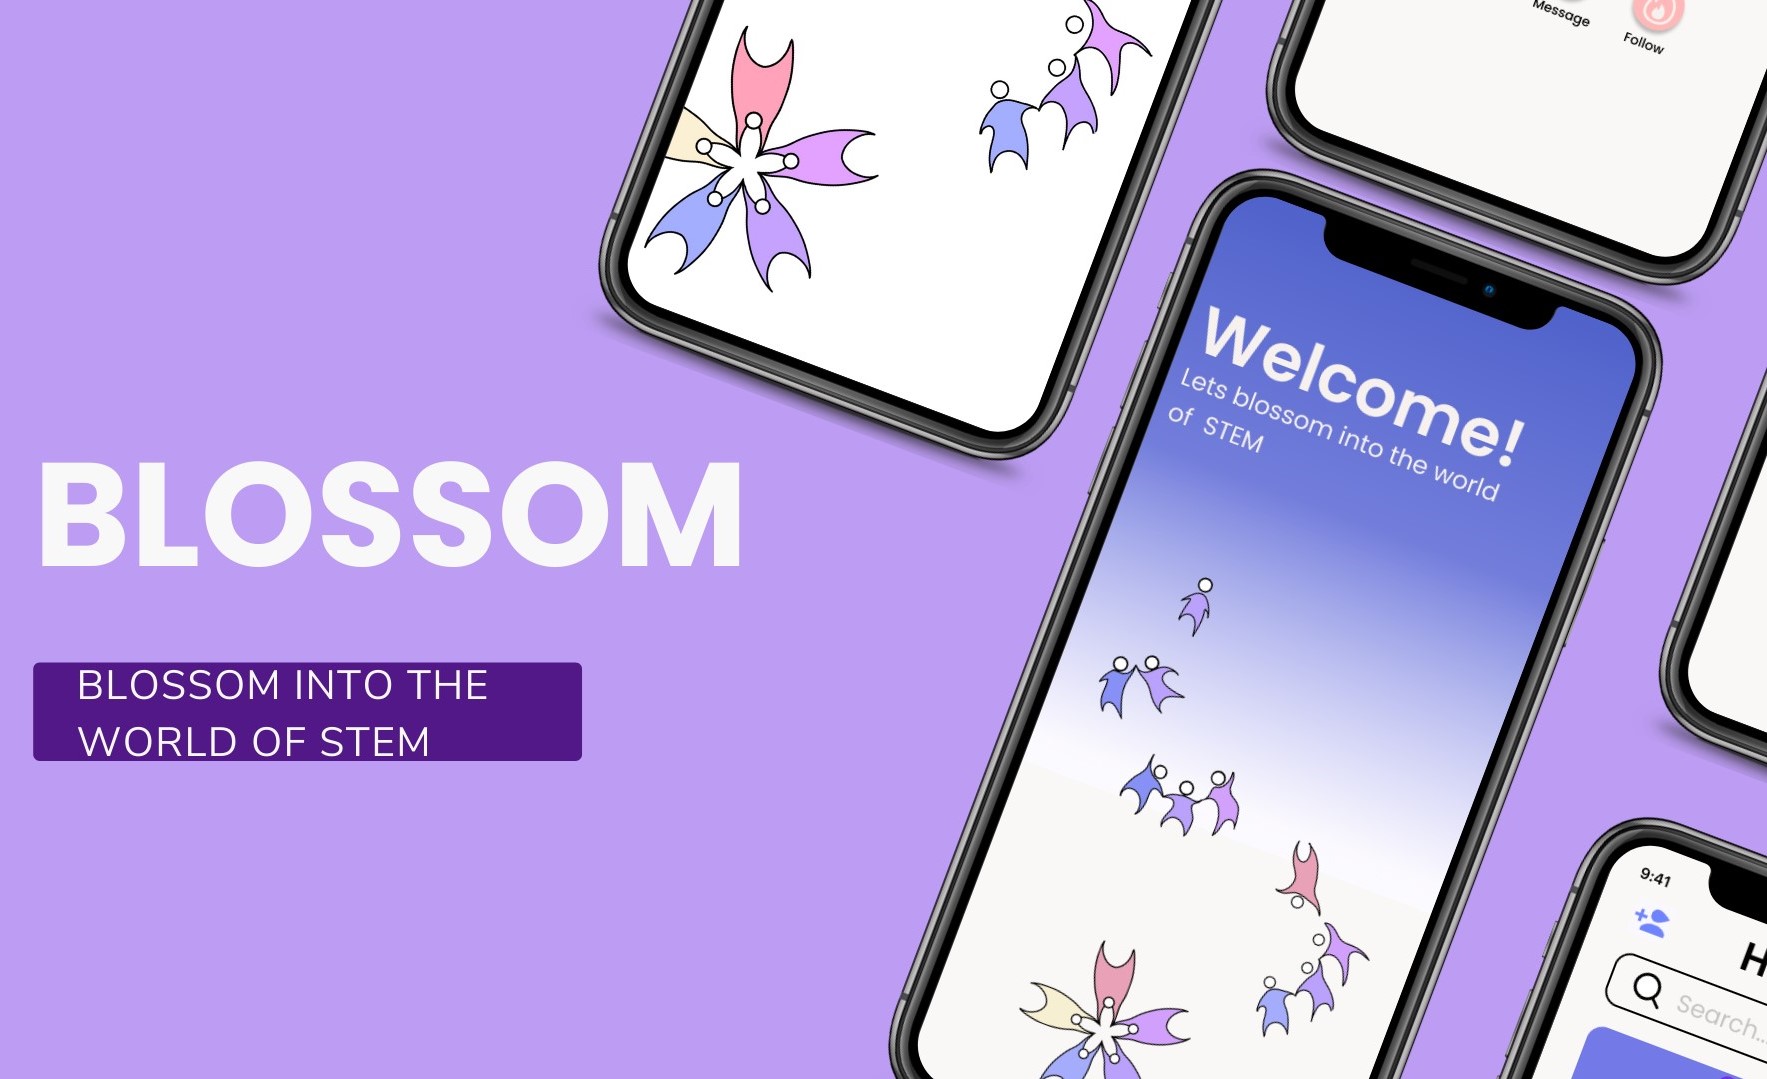 Message
Follow
Welcome!
Lets blossom into the world
of STEM
BLOSSOM
BLOSSOM INTO THE
WORLD OF STEM
9:41
H
Search...